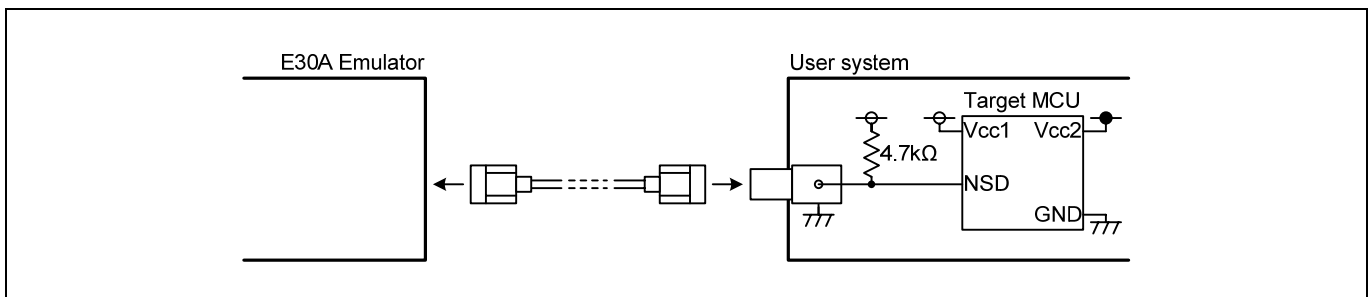 E30A Emulator
User system
Target MCU
Vcc1 Vcc2
4.7kΩ
NSD
GND